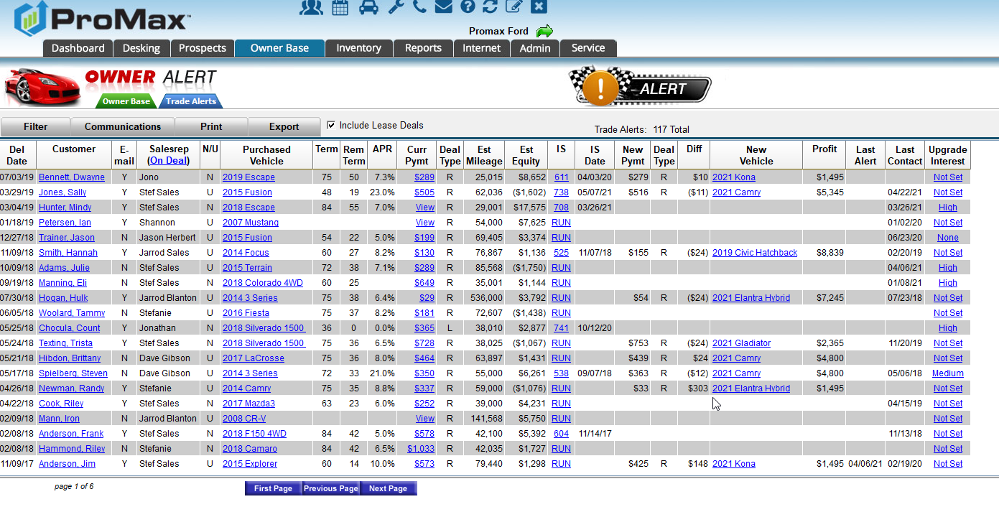 ProMax™
Promax Ford
Dashboard Desking Prospects Owner Base Inventory Reports Internet Admin Service
OWNER ALERT
! ALERT
Owner Base Trade Alerts
Filter Communications Print Export Include Lease Deals
Trade Alerts: 117 Total
Del Date Customer E-mail Salesrep (On Deal) N/U Purchased Vehicle Term Rem Term APR Curr Pymt Deal Type Est Mileage Est Equity IS IS Date New Pymt Deal Type Diff New Vehicle Profit Last Alert Last Contact Upgrade Interest
07/03/19 Bennett, Dwayne Y Jono N 2019 Escape 75 50 7.3% $289 R 25,015 $8,652 611 04/03/20 $279 R $10 2021 Kona $1,495 Not Set
03/29/19 Jones, Sally Y Stef Sales U 2015 Fusion 48 19 23.0% $505 R 62,036 ($1,602) 738 05/07/21 $516 R ($11) 2021 Camry $5,345 04/22/21 Not Set
03/04/19 Hunter, Mindy Y Stef Sales N 2018 Escape 84 55 7.0% View R 29,001 $17,575 708 03/26/21 03/26/21 High
01/18/19 Petersen, Ian Y Shannon U 2007 Mustang View R 54,000 $7,625 RUN 01/02/20 Not Set
12/27/18 Trainer, Jason N Jason Herbert U 2015 Fusion 54 22 5.0% $199 R 69,405 $3,374 RUN 06/23/20 None
11/09/18 Smith, Hannah Y Jarrod Sales U 2014 Focus 60 27 8.2% $130 R 76,867 $1,136 525 11/07/18 $155 R ($24) 2019 Civic Hatchback $8,839 02/20/19 Not Set
10/09/18 Adams, Julie N Stef Sales U 2015 Terrain 72 38 7.1% $289 R 85,568 ($1,750) RUN 04/06/21 High
09/19/18 Manning, Eli N Stef Sales N 2018 Colorado 4WD 60 25 $649 R 35,001 $1,144 RUN 01/08/21 High
07/30/18 Hogan, Hulk Y Jarrod Blanton U 2014 3 Series 75 38 6.4% $29 R 536,000 $3,792 RUN $54 R ($24) 2021 Elantra Hybrid $7,245 07/23/18 Not Set
06/05/18 Woolard, Tammy N Stefanie U 2016 Fiesta 75 37 8.2% $181 R 72,607 ($1,438) RUN Not Set
05/25/18 Chocula, Count Y Jonathan N 2018 Silverado 1500 36 0 0.0% $365 L 38,010 $2,877 741 10/12/20 High
05/24/18 Texting, Trista Y Stef Sales N 2018 Silverado 1500 75 36 6.5% $728 R 38,025 ($1,067) RUN $753 R ($24) 2021 Gladiator $2,365 11/20/19 Not Set
05/21/18 Hibdon, Brittany N Dave Gibson U 2017 LaCrosse 75 36 8.0% $464 R 63,897 $1,431 RUN $439 R $24 2021 Camry $4,800 Not Set
05/17/18 Spielberg, Steven N Dave Gibson U 2014 3 Series 72 33 21.0% $350 R 55,000 $6,261 538 09/07/18 $363 R ($12) 2021 Camry $4,800 05/06/18 Medium
04/26/18 Newman, Randy Y Stefanie U 2014 Camry 75 35 8.8% $337 R 59,000 ($1,076) RUN $33 R $303 2021 Elantra Hybrid $1,495 Not Set
04/22/18 Cook, Riley Y Stef Sales N 2017 Mazda3 63 23 6.0% $252 R 39,000 $4,231 RUN 04/15/19 Not Set
02/09/18 Mann, Iron N Jarrod Blanton U 2008 CR-V View R 141,568 $5,750 RUN Not Set
02/08/18 Anderson, Frank Y Stef Sales N 2018 F150 4WD 84 42 5.0% $578 R 42,100 $5,392 604 11/14/17 11/13/18 Not Set
02/08/18 Hammond, Riley N Stefanie N 2018 Camaro 84 42 6.5% $1,033 R 42,035 $1,727 RUN Not Set
11/09/17 Anderson, Jim Y Stef Sales U 2015 Explorer 60 14 10.0% $573 R 79,440 $1,298 RUN $425 R $148 2021 Kona $1,495 04/06/21 02/19/20 Not Set
page 1 of 6 First Page Previous Page Next Page